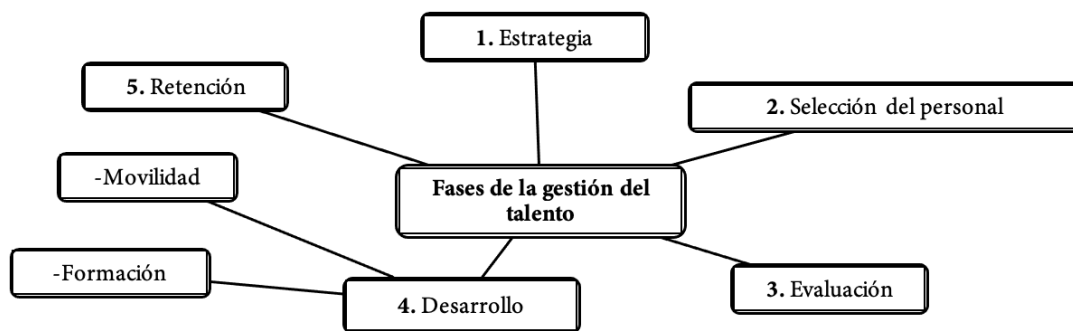 1. Estrategia
5. Retención
2. Selección del personal
-Movilidad
Fases de la gestión del
talento
-Formación
4. Desarrollo
3. Evaluación